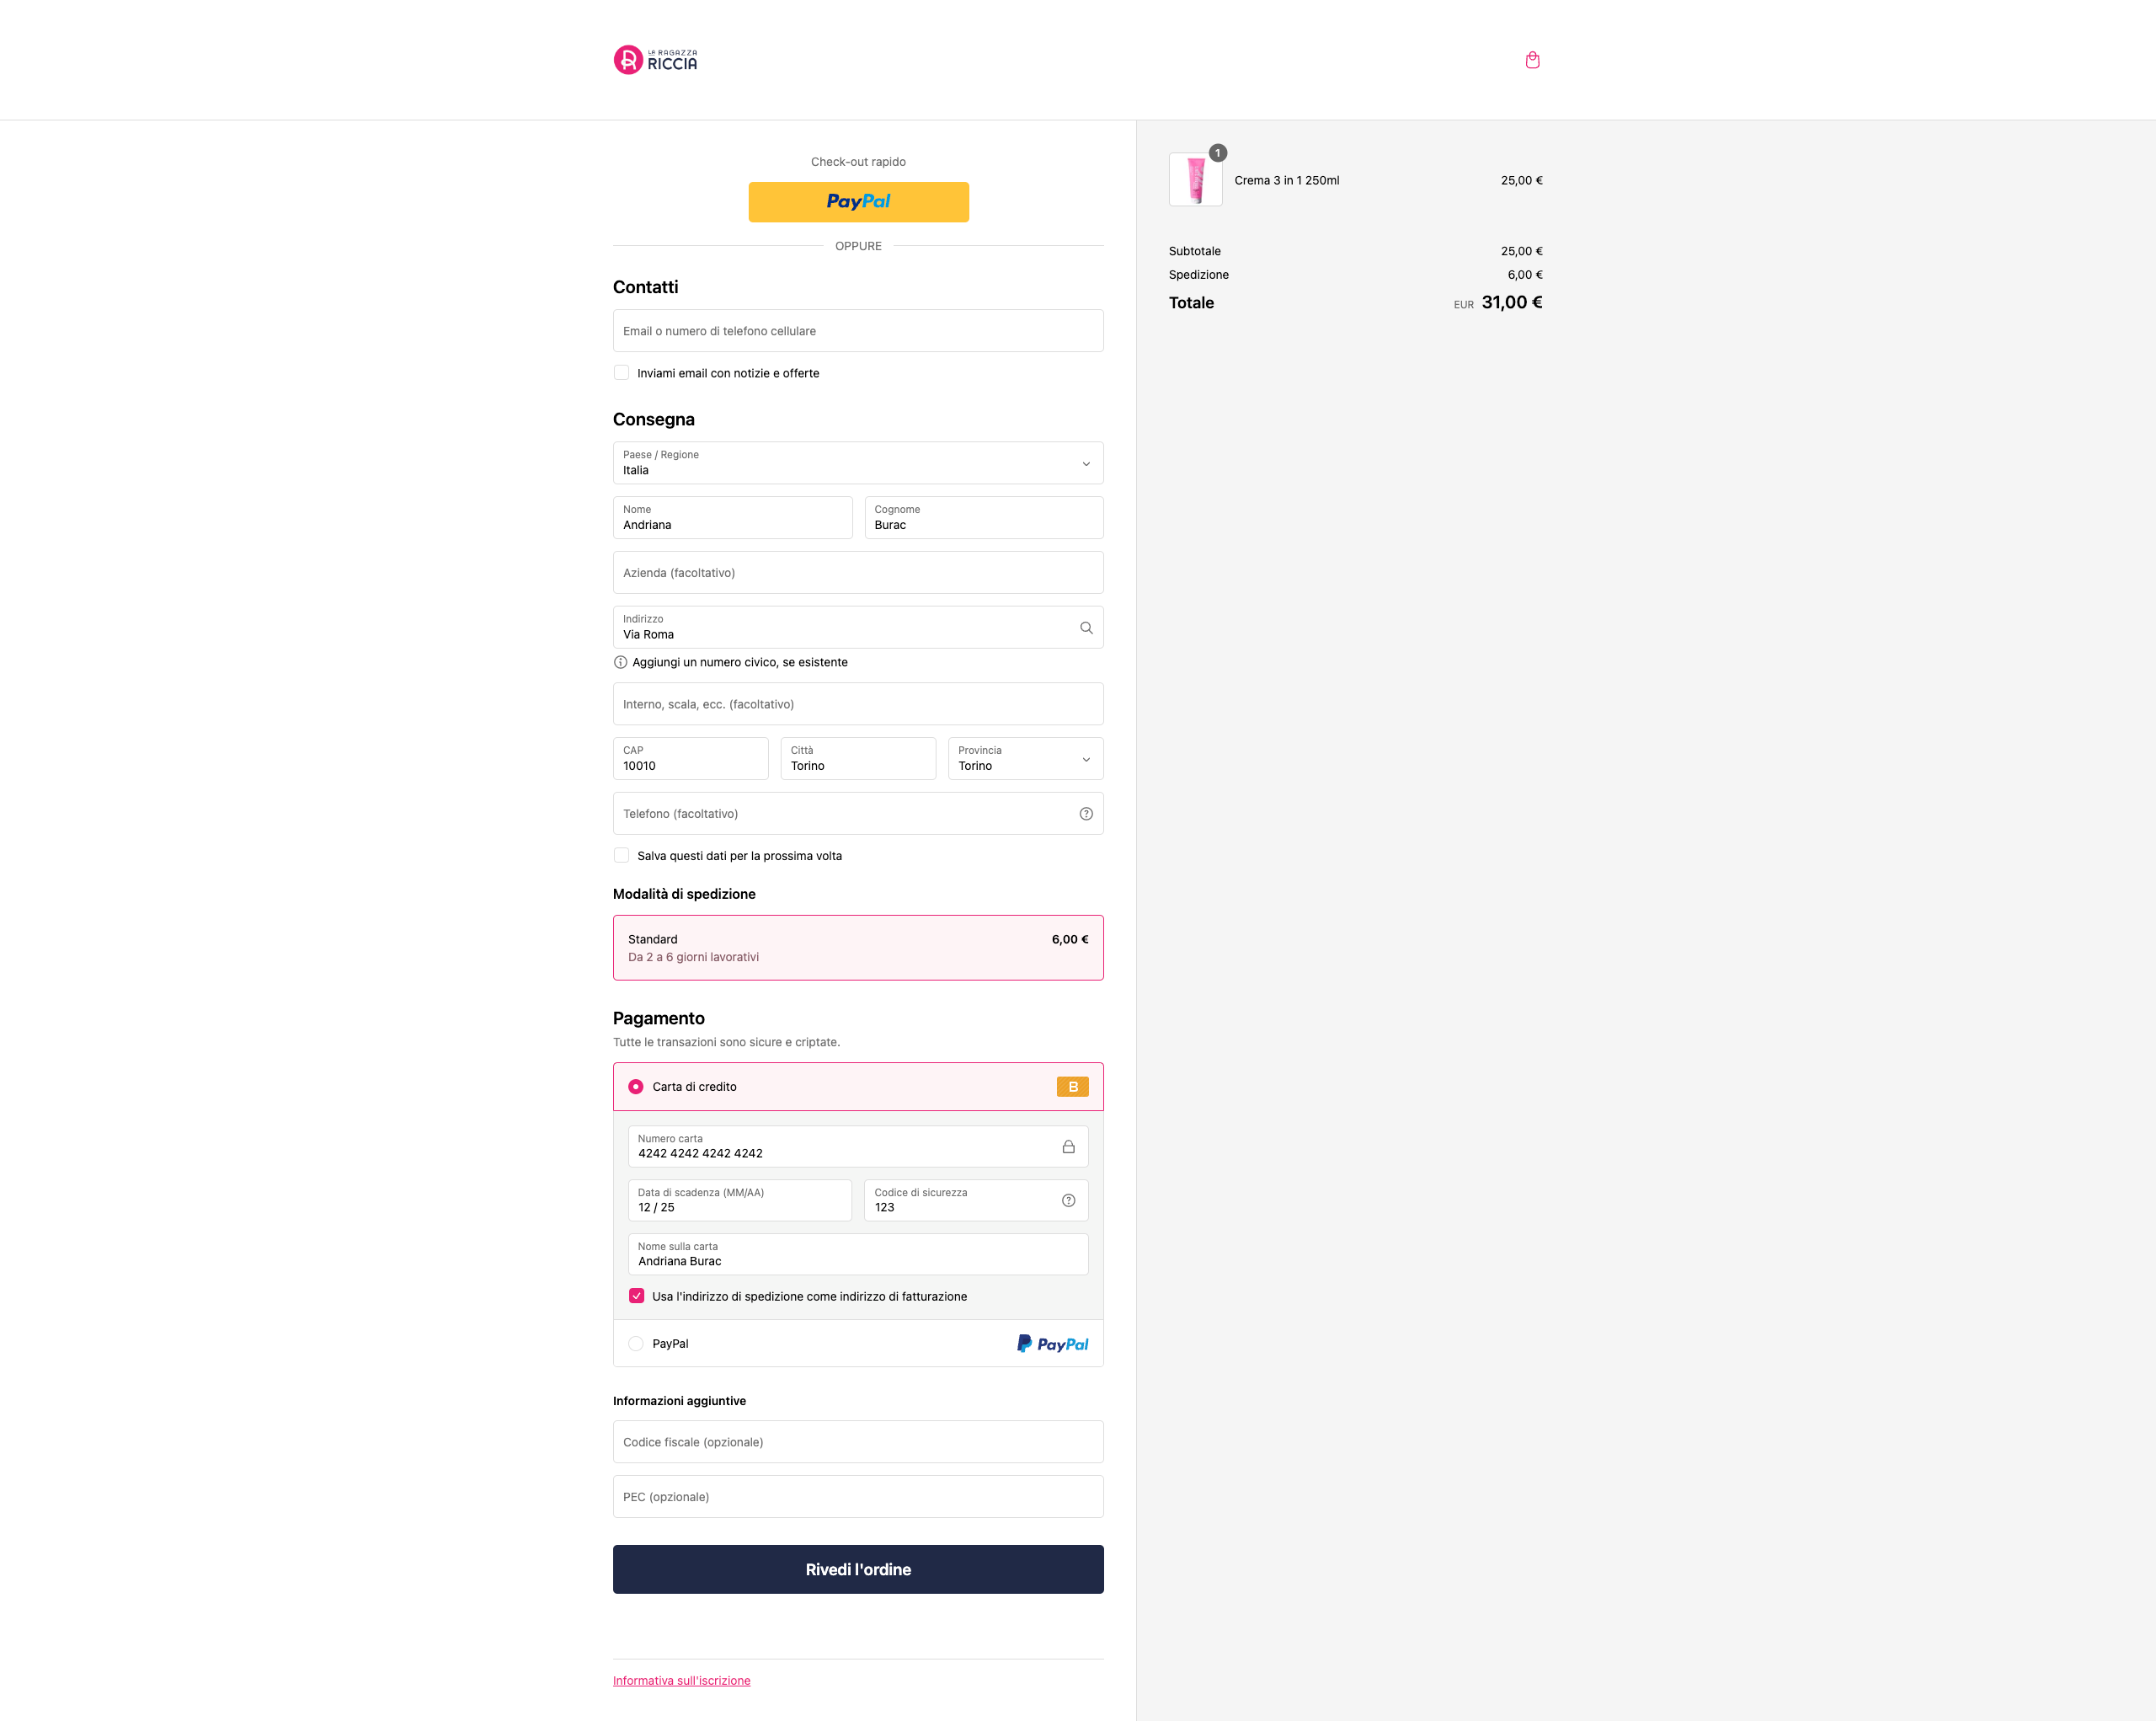 LA RAGAZZA
RICCIA
Check-out rapido
PayPal
OPPURE
Contatti
Email o numero di telefono cellulare
Inviami email con notizie e offerte
Consegna
Paese / Regione
Italia
Nome
Andriana
Cognome
Burac
Azienda (facoltativo)
Indirizzo
Via Roma
Aggiungi un numero civico, se esistente
Interno, scala, ecc. (facoltativo)
CAP
10010
Città
Torino
Provincia
Torino
Telefono (facoltativo)
Salva questi dati per la prossima volta
Modalità di spedizione
Standard 6,00 €
Da 2 a 6 giorni lavorativi
Pagamento
Tutte le transazioni sono sicure e criptate.
Carta di credito B
Numero carta
4242 4242 4242 4242
Data di scadenza (MM/AA)
12 / 25
Codice di sicurezza
123
Nome sulla carta
Andriana Burac
Usa l'indirizzo di spedizione come indirizzo di fatturazione
PayPal PayPal
Informazioni aggiuntive
Codice fiscale (opzionale)
PEC (opzionale)
Rivedi l'ordine
Informativa sull'iscrizione
1
Crema 3 in 1 250ml 25,00 €
Subtotale 25,00 €
Spedizione 6,00 €
Totale EUR 31,00 €